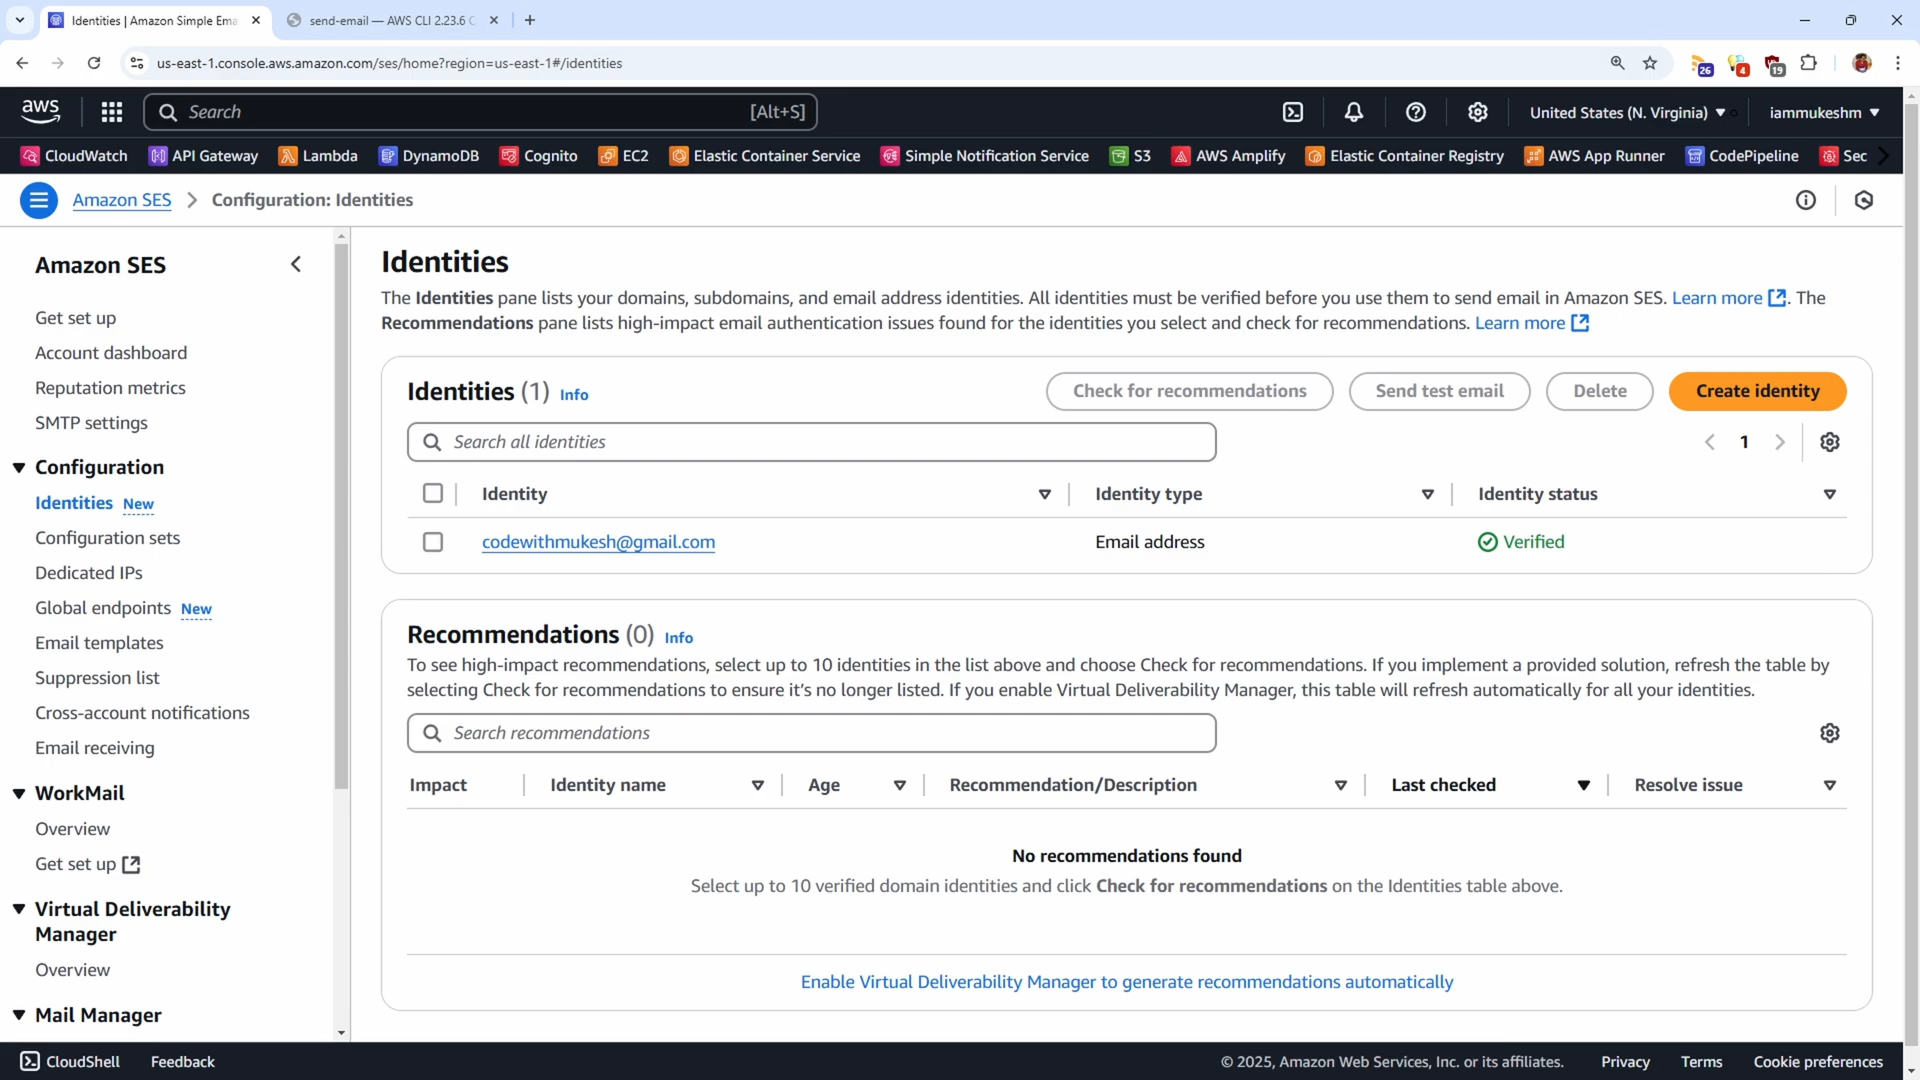 Identities | Amazon Simple Ema
send-email — AWS CLI 2.23.6 C
us-east-1.console.aws.amazon.com/ses/home?region=us-east-1#/identities
26
4
19
aws
Search
[Alt+S]
United States (N. Virginia)
iammukeshm
CloudWatch
API Gateway
Lambda
DynamoDB
Cognito
EC2
Elastic Container Service
Simple Notification Service
S3
AWS Amplify
Elastic Container Registry
AWS App Runner
CodePipeline
Sec
Amazon SES
Configuration: Identities
Amazon SES
Get set up
Account dashboard
Reputation metrics
SMTP settings
Configuration
Identities New
Configuration sets
Dedicated IPs
Global endpoints New
Email templates
Suppression list
Cross-account notifications
Email receiving
WorkMail
Overview
Get set up
Virtual Deliverability
Manager
Overview
Mail Manager
Identities
The Identities pane lists your domains, subdomains, and email address identities. All identities must be verified before you use them to send email in Amazon SES. Learn more. The
Recommendations pane lists high-impact email authentication issues found for the identities you select and check for recommendations. Learn more
Identities (1) Info
Check for recommendations
Send test email
Delete
Create identity
Search all identities
1
Identity
Identity type
Identity status
codewithmukesh@gmail.com
Email address
Verified
Recommendations (0) Info
To see high-impact recommendations, select up to 10 identities in the list above and choose Check for recommendations. If you implement a provided solution, refresh the table by
selecting Check for recommendations to ensure it's no longer listed. If you enable Virtual Deliverability Manager, this table will refresh automatically for all your identities.
Search recommendations
Impact
Identity name
Age
Recommendation/Description
Last checked
Resolve issue
No recommendations found
Select up to 10 verified domain identities and click Check for recommendations on the Identities table above.
Enable Virtual Deliverability Manager to generate recommendations automatically
CloudShell
Feedback
© 2025, Amazon Web Services, Inc. or its affiliates.
Privacy
Terms
Cookie preferences